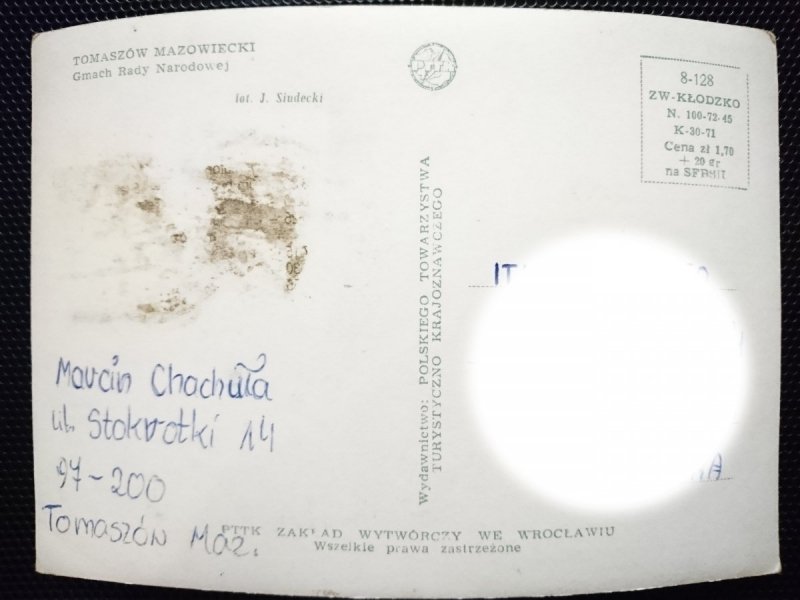 TOMASZÓW MAZOWIECKI
Gmach Rady Narodowej
fot. J. Siudecki
8-128
ZW-KŁODZKO
N. 100-72-45
K-30-71
Cena zł 1,70
+ 20 gr
na SFBSiI
Wydawnictwo: POLSKIEGO TOWARZYSTWA
TURYSTYCZNO KRAJOZNAWCZEGO
Marcin Chachuła
ul. Stokrotki 14
97-200
Tomaszów Maz.
PTTK ZAKŁAD WYTWÓRCZY WE WROCŁAWIU
Wszelkie prawa zastrzeżone